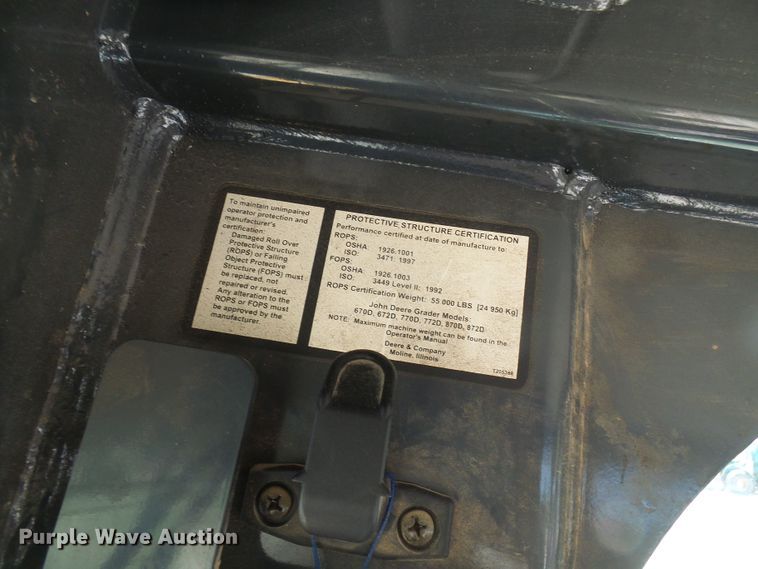 To maintain unimpaired
operator protection and
manufacturer's
certification:
Damaged Roll Over
Protective Structure
(ROPS) or Falling
Object Protective
Structure (FOPS) must
be replaced, not
repaired or revised.
Any alteration to the
ROPS or FOPS must
be approved by the
manufacturer.
PROTECTIVE STRUCTURE CERTIFICATION
Performance certified at date of manufacture to:
ROPS:
OSHA: 1926.1001
ISO: 3471: 1997
FOPS:
OSHA 1926.1003
ISO: 3449 Level II: 1992
ROPS Certification Weight: 55 000 LBS [24 950 Kg]
John Deere Grader Models:
670D, 672D, 770D, 772D, 870D, 872D
NOTE: Maximum machine weight can be found in the
Operator's Manual
Deere & Company
Moline, Illinois
Purple Wave Auction